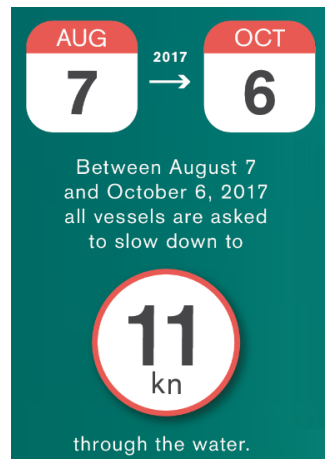 AUG
7
2017
OCT
6
Between August 7
and October 6, 2017
all vessels are asked
to slow down to
11
kn
through the water.